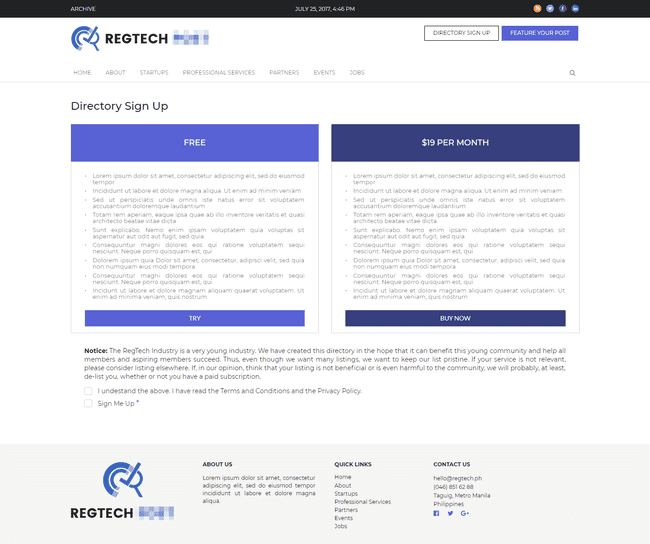 ARCHIVE
JULY 25, 2017, 4:46 PM
REGTECH
DIRECTORY SIGN UP
FEATURE YOUR POST
HOME ABOUT STARTUPS PROFESSIONAL SERVICES PARTNERS EVENTS JOBS
Directory Sign Up
FREE
Lorem ipsum dolor sit amet, consectetur adipiscing elit, sed do eiusmod
tempor
Incididunt ut labore et dolore magna aliqua. Ut enim ad minim veniam
Sed ut perspiciatis unde omnis iste natus error sit voluptatem
accusantium doloremque laudantium
Totam rem aperiam, eaque ipsa quae ab illo inventore veritatis et quasi
architecto beatae vitae dicta
Sunt explicabo. Nemo enim ipsam voluptatem quia voluptas sit
aspernatur aut odit aut fugit, sed quia
Consequuntur magni dolores eos qui ratione voluptatem sequi
nesciunt. Neque porro quisquam est, qui
Dolorem ipsum quia Dolor sit amet, consectetur, adipisci velit, sed quia
non numquam eius modi tempora
Consequuntur magni dolores eos qui ratione voluptatem sequi
nesciunt. Neque porro quisquam est, qui
Incidunt ut labore et dolore magnam aliquam quaerat voluptatem. Ut
enim ad minima veniam, quis nostrum
TRY
$19 PER MONTH
Lorem ipsum dolor sit amet, consectetur adipiscing elit, sed do eiusmod
tempor
Incididunt ut labore et dolore magna aliqua. Ut enim ad minim veniam
Sed ut perspiciatis unde omnis iste natus error sit voluptatem
accusantium doloremque laudantium
Totam rem aperiam, eaque ipsa quae ab illo inventore veritatis et quasi
architecto beatae vitae dicta
Sunt explicabo. Nemo enim ipsam voluptatem quia voluptas sit
aspernatur aut odit aut fugit, sed quia
Consequuntur magni dolores eos qui ratione voluptatem sequi
nesciunt. Neque porro quisquam est, qui
Dolorem ipsum quia Dolor sit amet, consectetur, adipisci velit, sed quia
non numquam eius modi tempora
Consequuntur magni dolores eos qui ratione voluptatem sequi
nesciunt. Neque porro quisquam est, qui
Incidunt ut labore et dolore magnam aliquam quaerat voluptatem. Ut
enim ad minima veniam, quis nostrum
BUY NOW
Notice: The RegTech Industry is a very young industry. We have created this directory in the hope that it can benefit this young community and help all
members and aspiring members succeed. Thus, even though we want many listings, we want to keep our list pristine. If your service is not relevant,
please consider listing elsewhere. If, in our opinion, think that your listing is not beneficial or is even harmful to the community, we will probably, at least,
de-list you, whether or not you have a paid subscription.
I undestand the above. I have read the Terms and Conditions and the Privacy Policy.
Sign Me Up *
REGTECH
ABOUT US
Lorem ipsum dolor sit amet, consectetur
adipiscing elit, sed do eiusmod tempor
incididunt ut labore et dolore magna
aliqua.
QUICK LINKS
Home
About
Startups
Professional Services
Partners
Events
Jobs
CONTACT US
hello@regtech.ph
(046) 851 62 88
Taguig, Metro Manila
Philippines